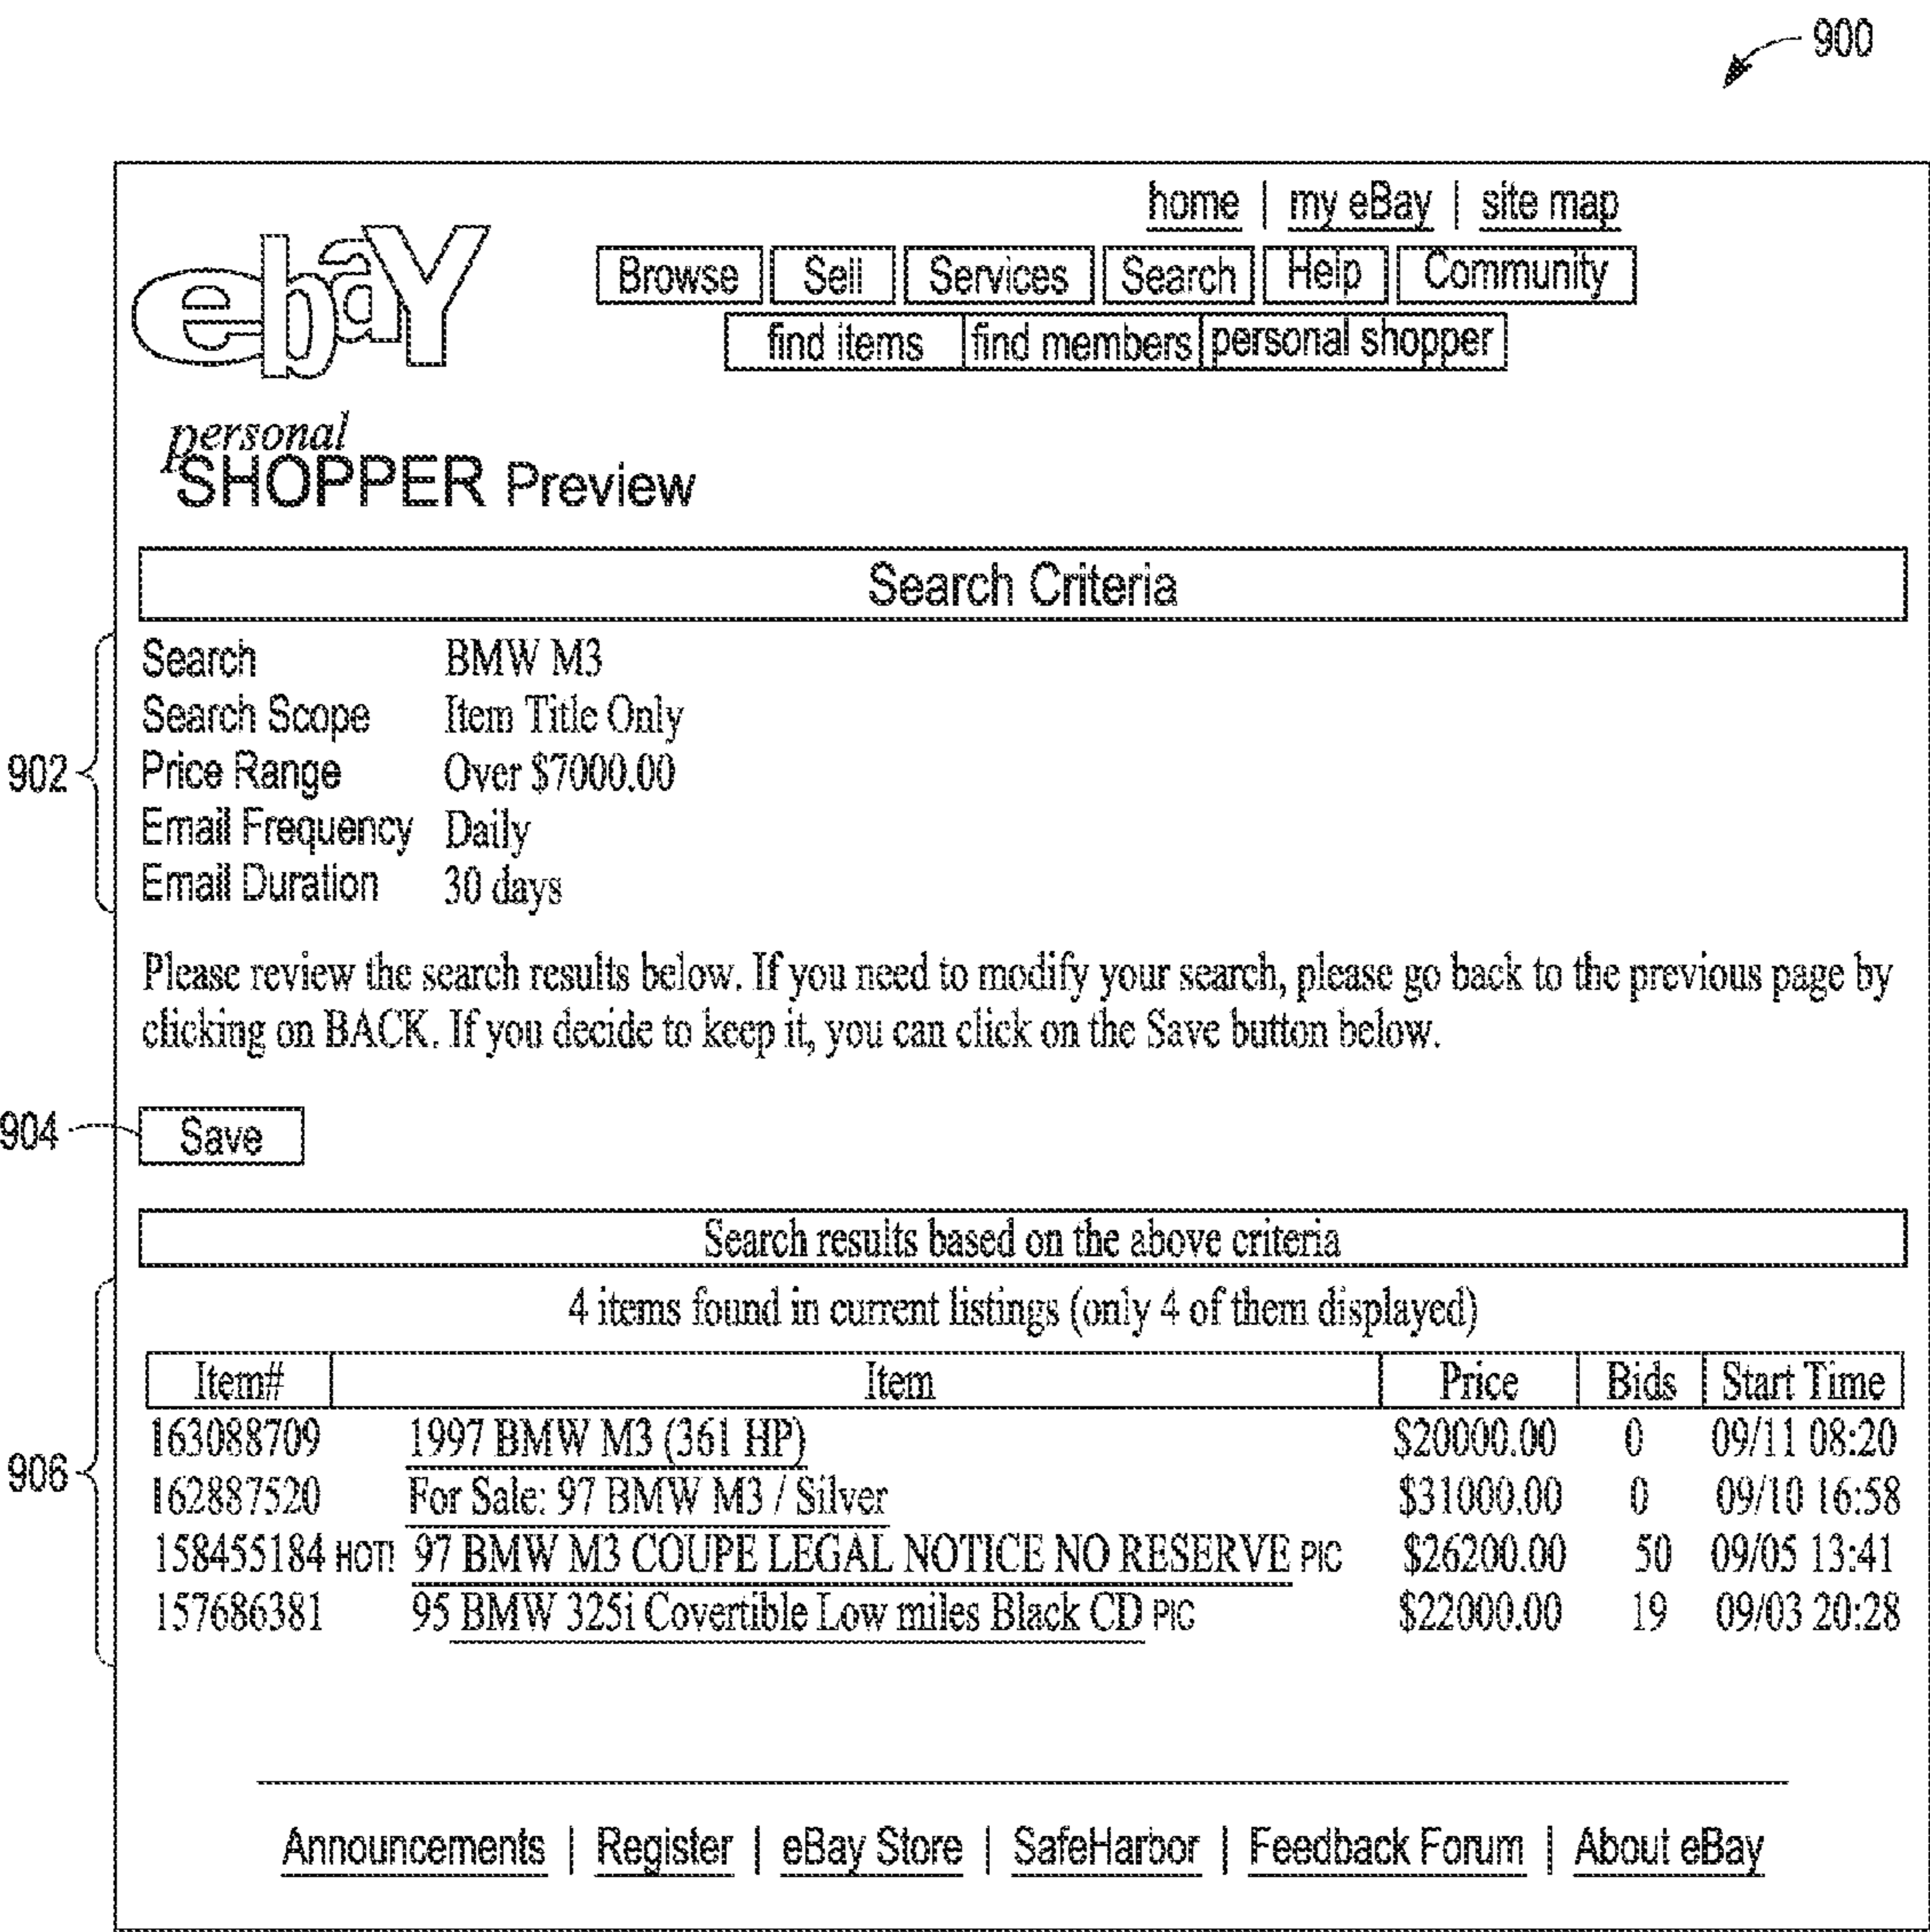 900
home | my eBay | site map
ebaY
Browse Sell Services Search Help Community
find items find members personal shopper
personal
SHOPPER Preview
Search Criteria
Search BMW M3
Search Scope Item Title Only
902 Price Range Over $7000.00
Email Frequency Daily
Email Duration 30 days
Please review the search results below. If you need to modify your search, please go back to the previous page by
clicking on BACK. If you decide to keep it, you can click on the Save button below.
904 Save
Search results based on the above criteria
4 items found in current listings (only 4 of them displayed)
Item# Item Price Bids Start Time
163088709 1997 BMW M3 (361 HP) $20000.00 0 09/11 08:20
906
162887520 For Sale: 97 BMW M3 / Silver $31000.00 0 09/10 16:58
158455184 HOT! 97 BMW M3 COUPE LEGAL NOTICE NO RESERVE PIC $26200.00 50 09/05 13:41
157686381 95 BMW 325i Covertible Low miles Black CD PIC $22000.00 19 09/03 20:28
Announcements | Register | eBay Store | SafeHarbor | Feedback Forum | About eBay